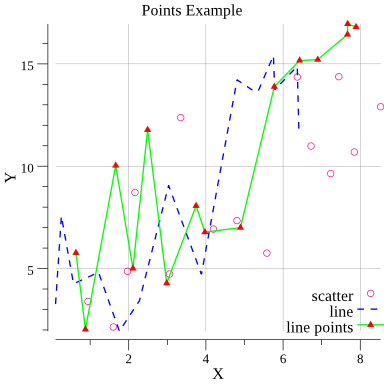 Points Example
15
10
5
Y
scatter
line
line points
2 4 6 8
X